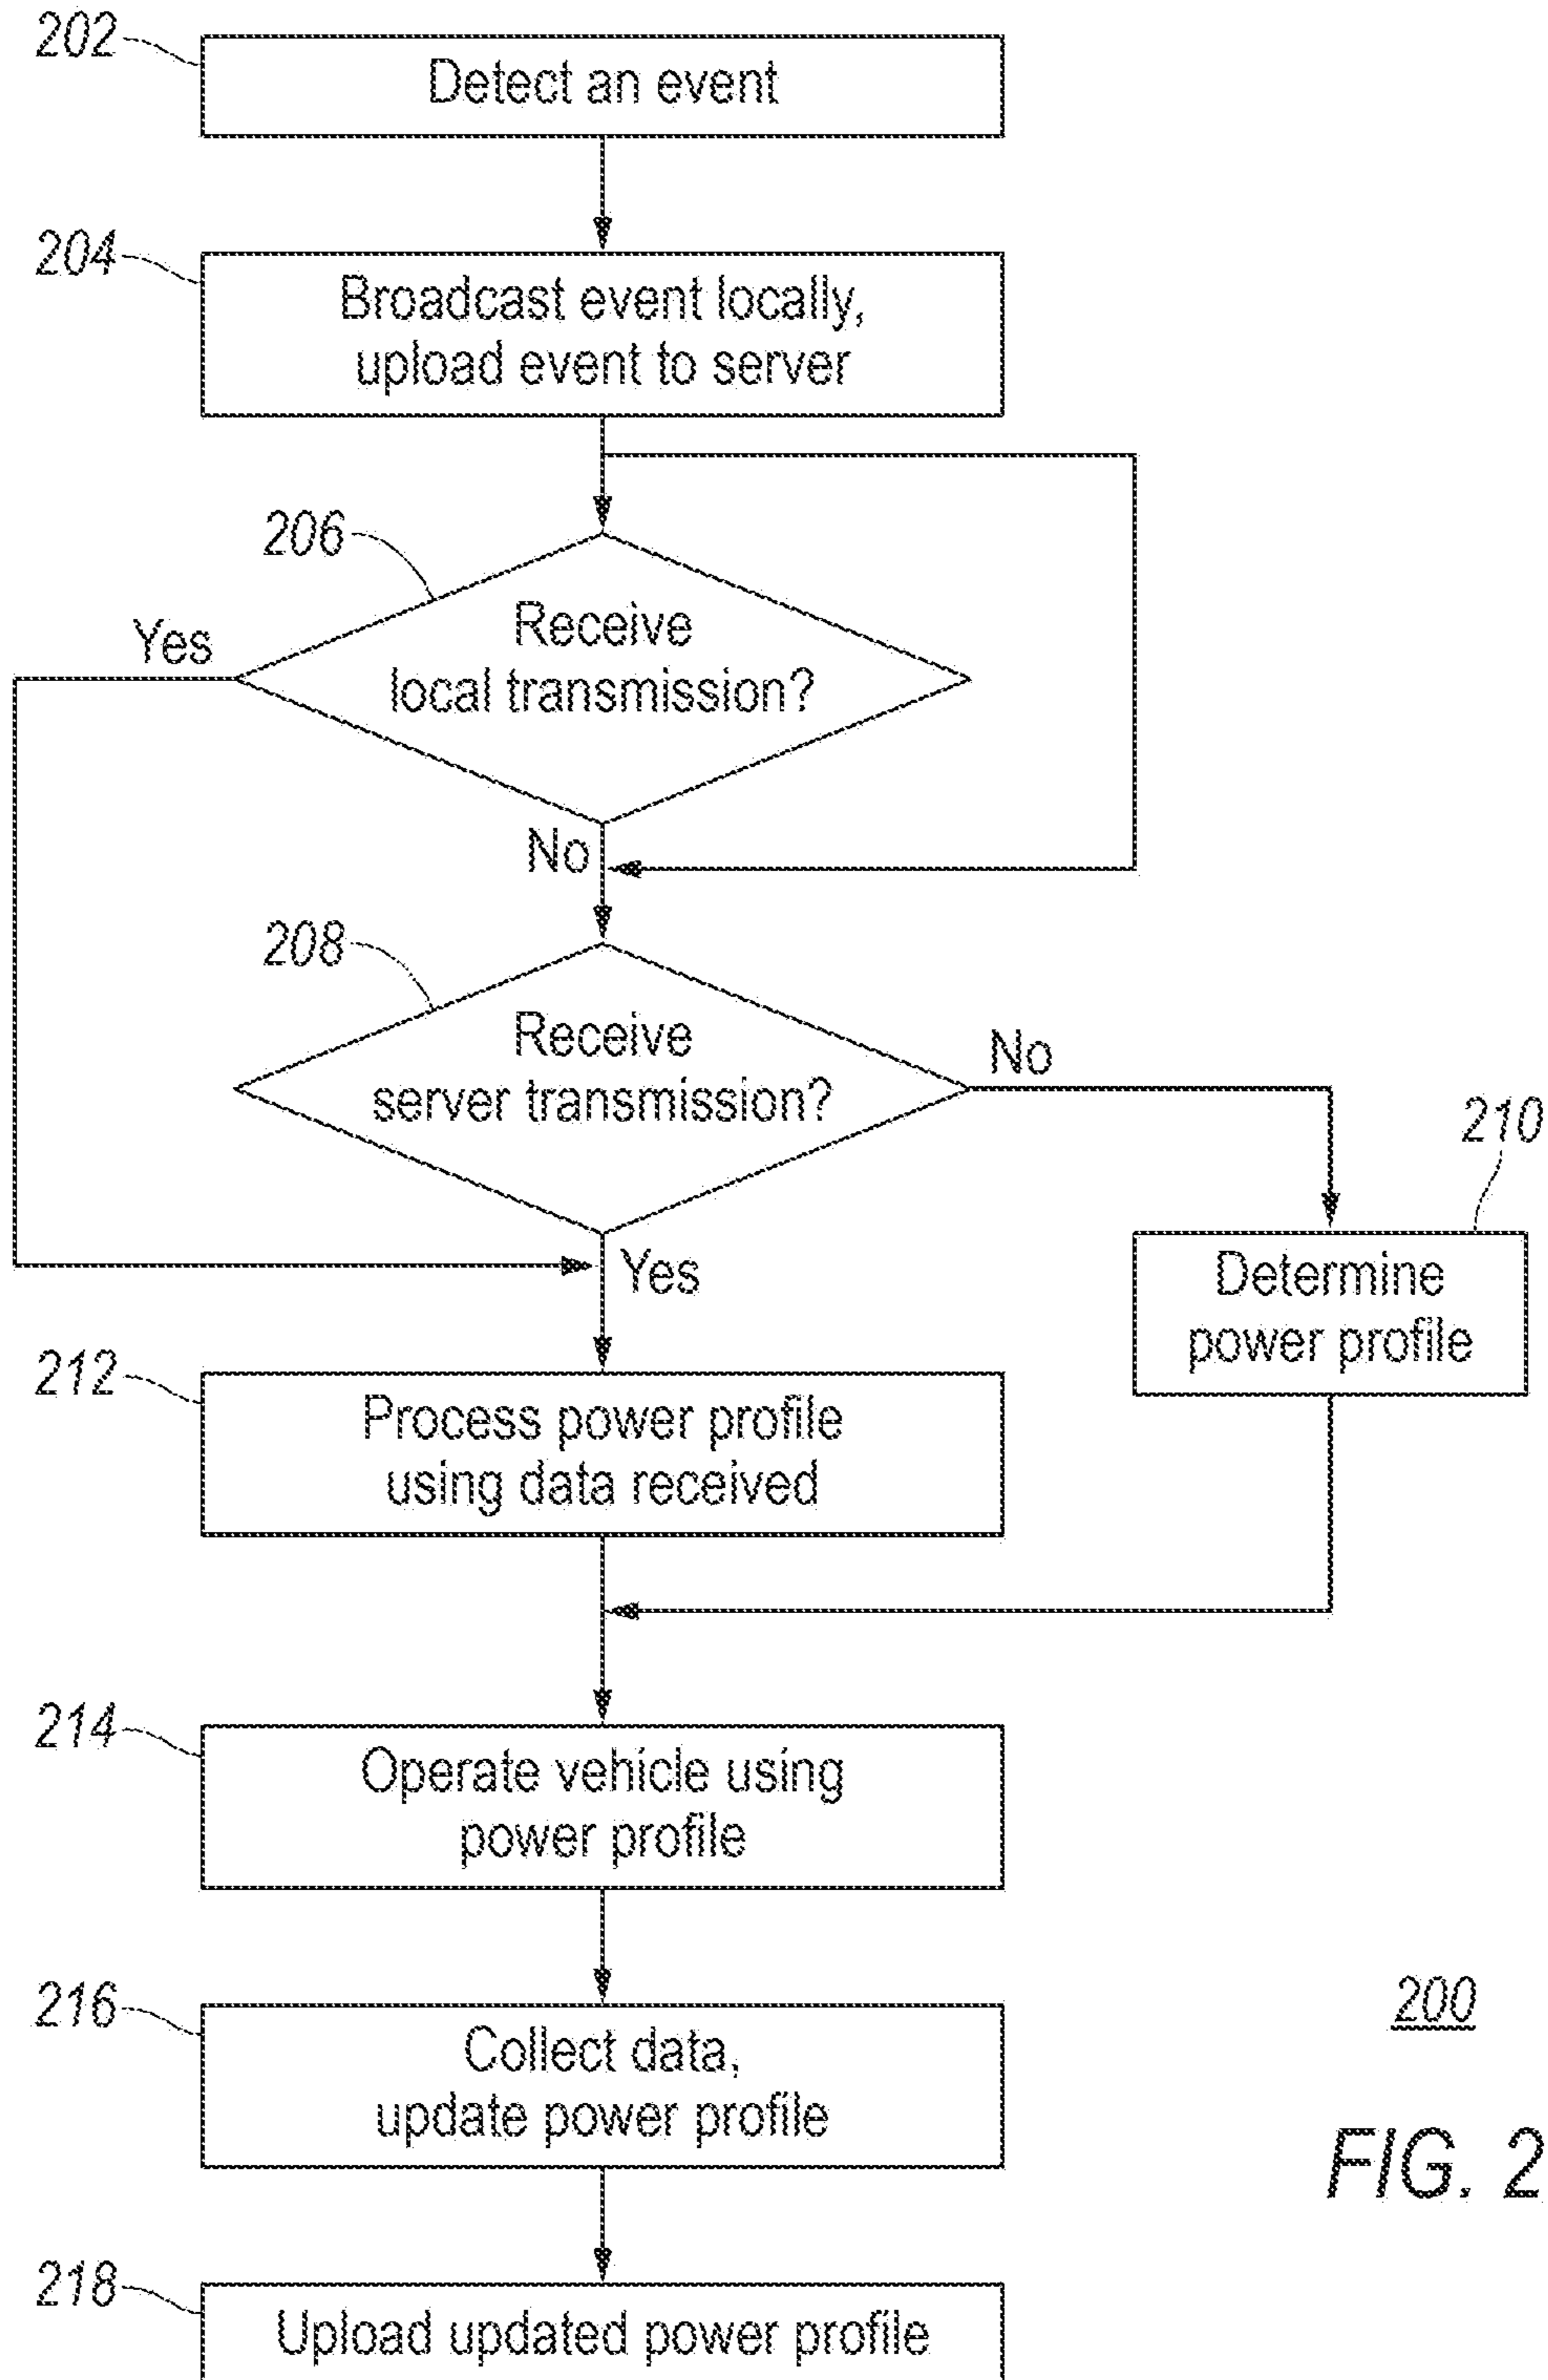 202
Detect an event
204
Broadcast event locally,
upload event to server
206
Yes
Receive
local transmission?
No
208
Receive
server transmission?
No
210
Yes
Determine
power profile
212
Process power profile
using data received
214
Operate vehicle using
power profile
216
Collect data,
update power profile
200
FIG. 2
218
Upload updated power profile